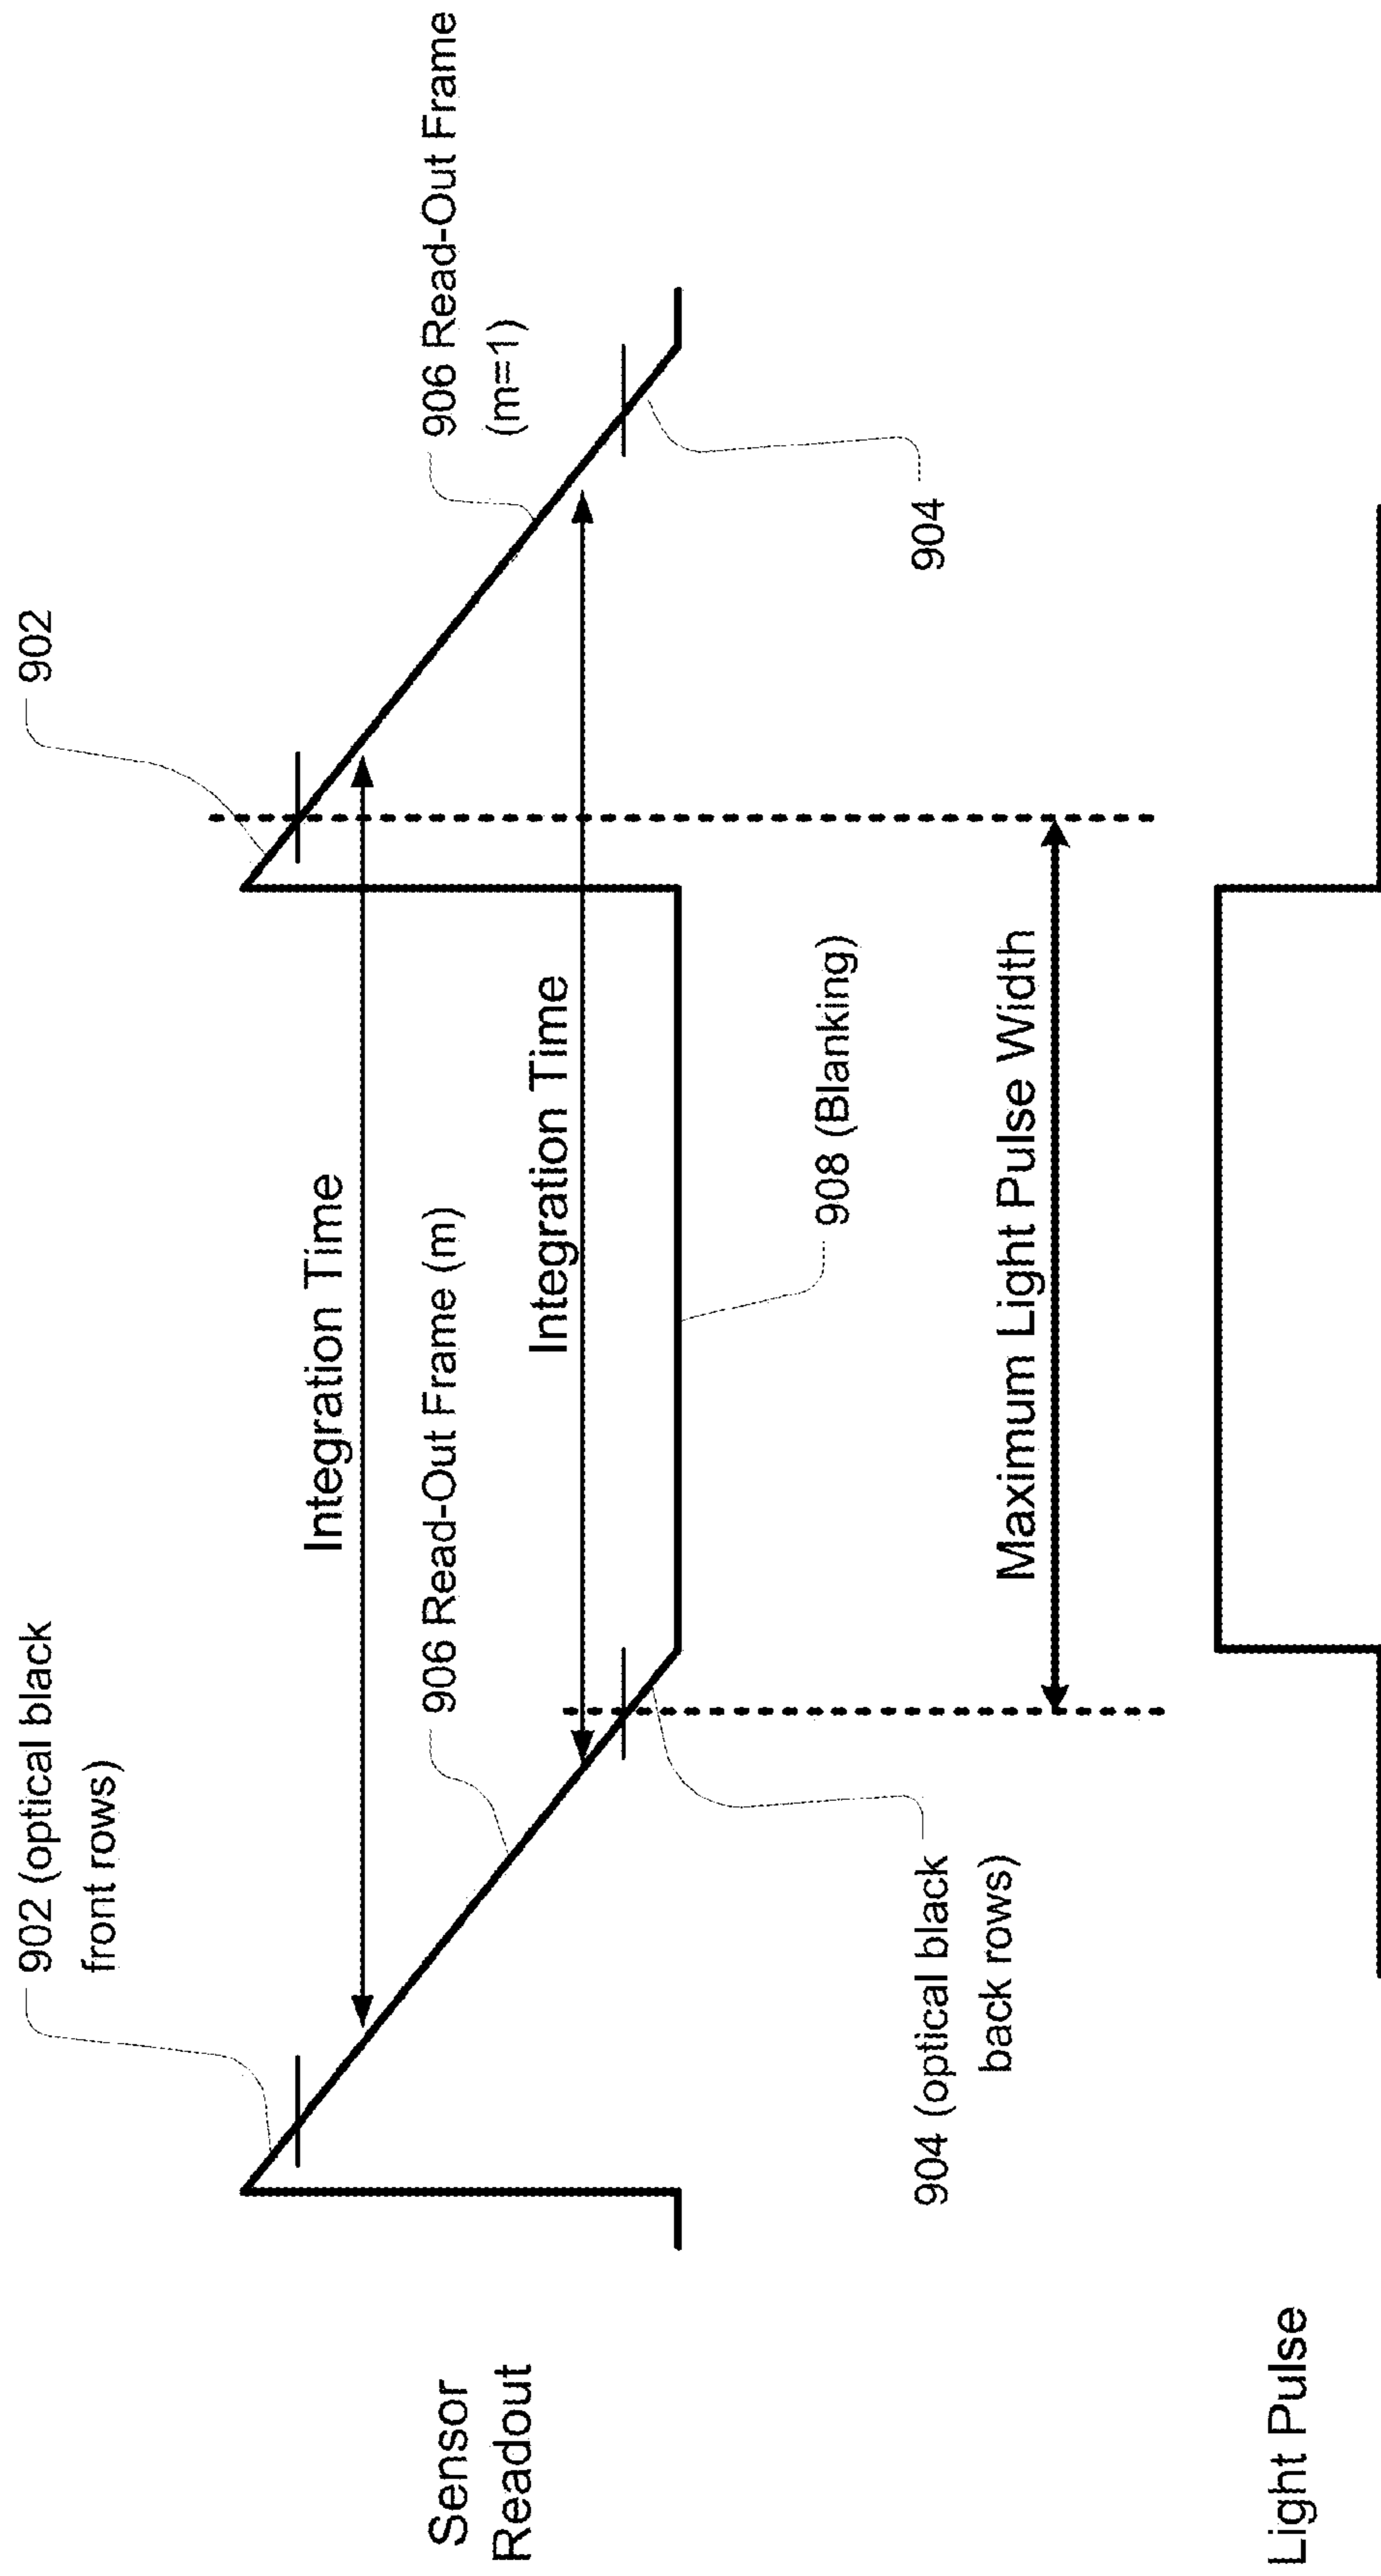 902 (optical black
front rows)
902
Integration Time
906 Read-Out Frame (m)
906 Read-Out Frame
(m=1)
Sensor
Readout
Integration Time
908 (Blanking)
904 (optical black
back rows)
904
Maximum Light Pulse Width
Light Pulse